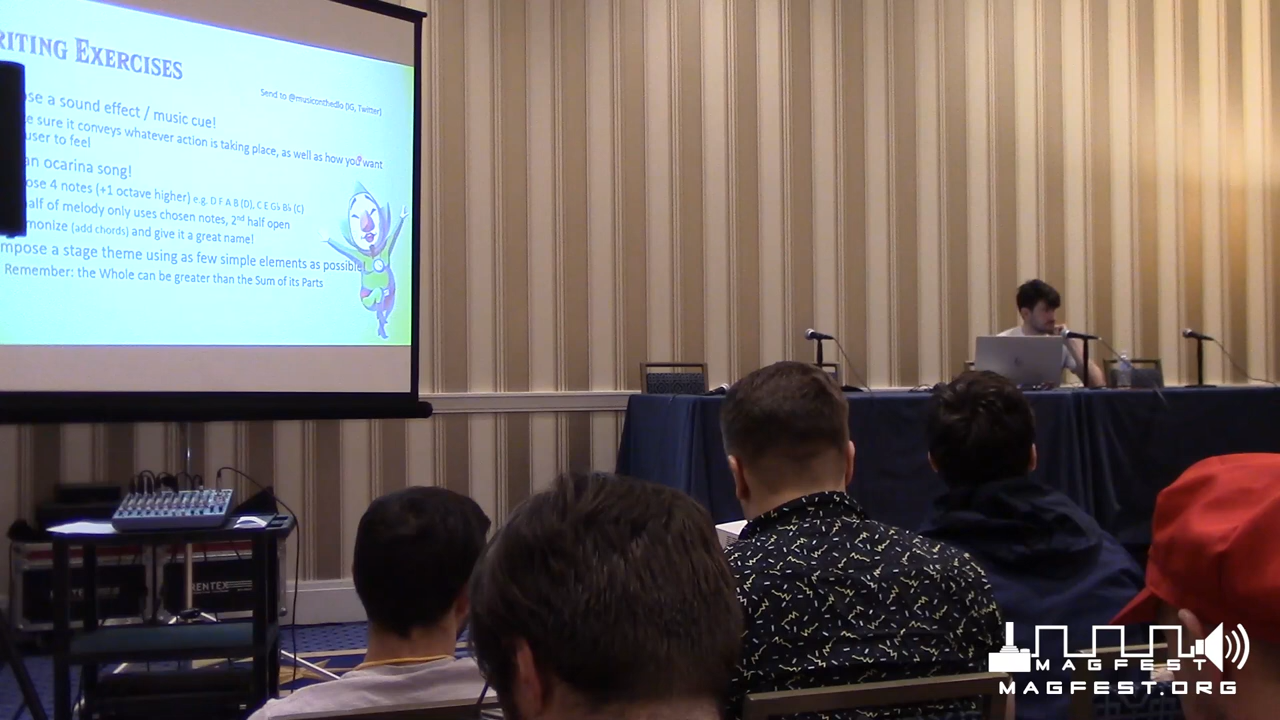 RITING EXERCISES
Send to @musiconthedlo (IG, Twitter)
se a sound effect / music cue!
e sure it conveys whatever action is taking place, as well as how you want
user to feel
an ocarina song!
ose 4 notes (+1 octave higher) e.g. D F A B (D), C E G♭ B♭ (C)
half of melody only uses chosen notes, 2nd half open
monize (add chords) and give it a great name!
mpose a stage theme using as few simple elements as possible!
Remember: the Whole can be greater than the Sum of its Parts
RENTEX
MAGFEST
MAGFEST.ORG